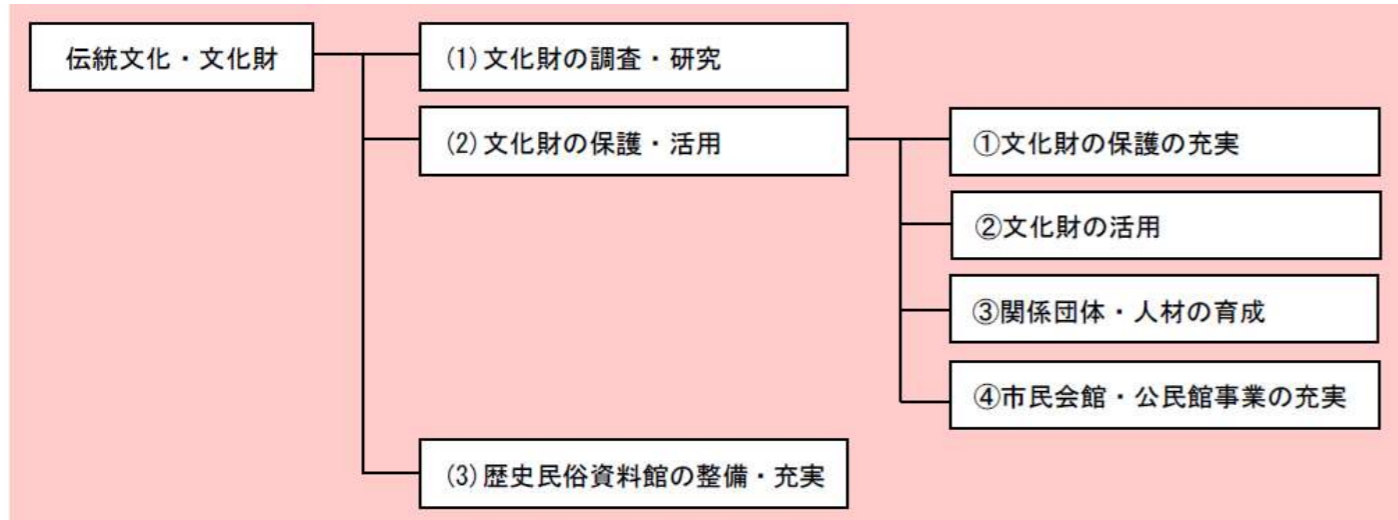 伝統文化・文化財
(1)文化財の調査・研究
(2)文化財の保護・活用
①文化財の保護の充実
②文化財の活用
③関係団体・人材の育成
④市民会館・公民館事業の充実
(3)歴史民俗資料館の整備・充実